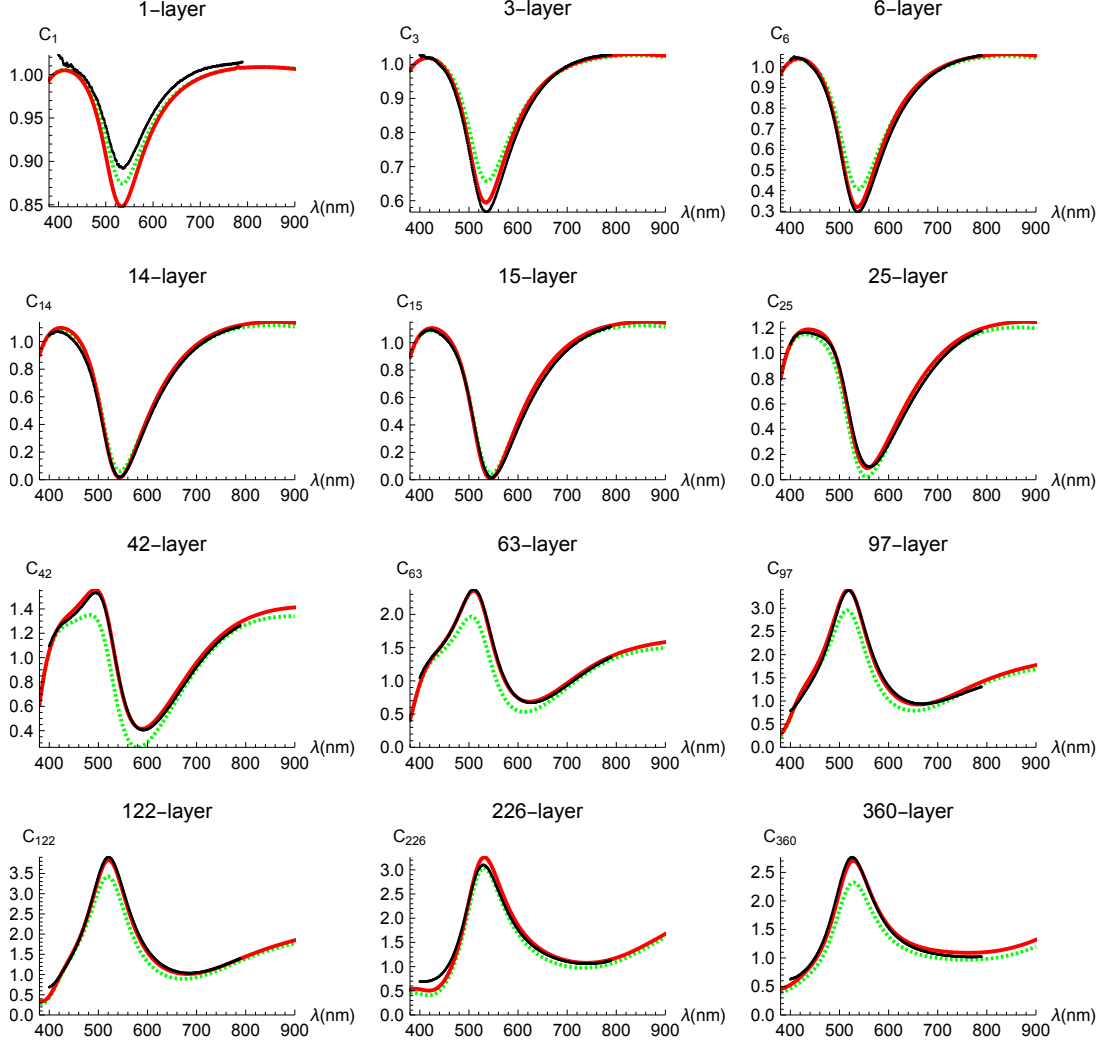 1−layer 3−layer 6−layer
C1 C3 C6
1.00 0.95 0.90 0.85
1.0 0.9 0.8 0.7 0.6
1.0 0.9 0.8 0.7 0.6 0.5 0.4 0.3
400 500 600 700 800 900 λ(nm) 400 500 600 700 800 900 λ(nm) 400 500 600 700 800 900 λ(nm)
14−layer 15−layer 25−layer
C14 C15 C25
1.0 0.8 0.6 0.4 0.2 0.0
1.0 0.8 0.6 0.4 0.2 0.0
1.2 1.0 0.8 0.6 0.4 0.2 0.0
400 500 600 700 800 900 λ(nm) 400 500 600 700 800 900 λ(nm) 400 500 600 700 800 900 λ(nm)
42−layer 63−layer 97−layer
C42 C63 C97
1.4 1.2 1.0 0.8 0.6 0.4
2.0 1.5 1.0 0.5 0.0
3.0 2.5 2.0 1.5 1.0 0.5 0.0
400 500 600 700 800 900 λ(nm) 400 500 600 700 800 900 λ(nm) 400 500 600 700 800 900 λ(nm)
122-layer 226-layer 360-layer
C122 C226 C360
3.5 3.0 2.5 2.0 1.5 1.0 0.5 0.0
3.0 2.5 2.0 1.5 1.0 0.5 0.0
2.5 2.0 1.5 1.0 0.5 0.0
400 500 600 700 800 900 λ(nm) 400 500 600 700 800 900 λ(nm) 400 500 600 700 800 900 λ(nm)